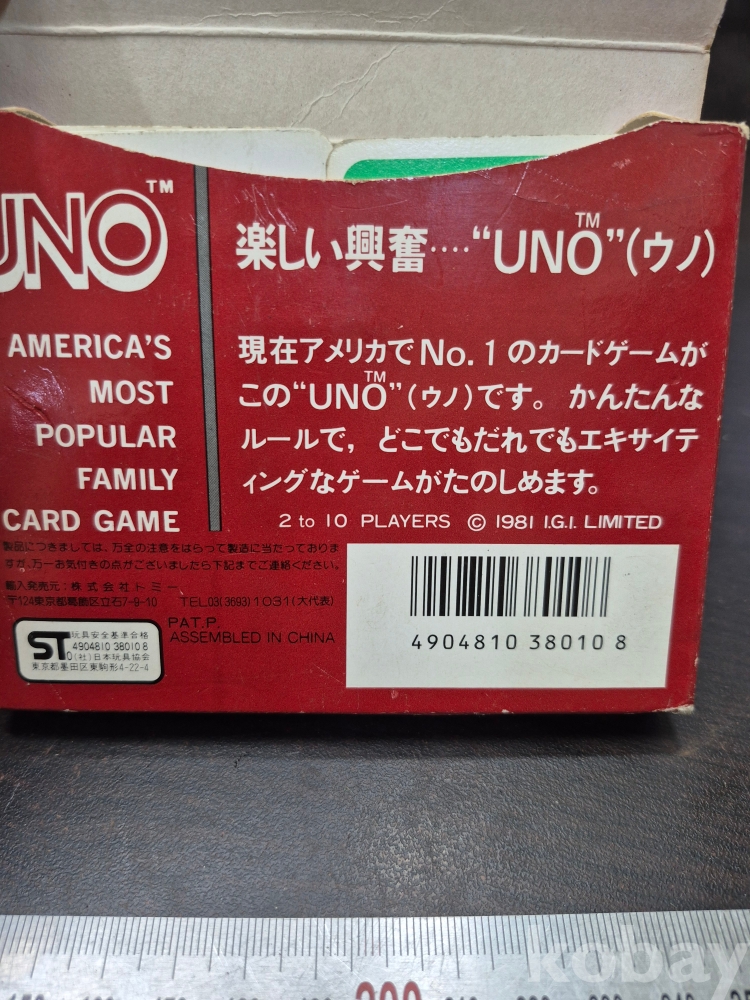 UNO™
AMERICA'S
MOST
POPULAR
FAMILY
CARD GAME
楽しい興奮‥‥“UNO™”(ウノ)
現在アメリカでNo.1のカードゲームが
この“UNO™”(ウノ)です。かんたんな
ルールで,どこでもだれでもエキサイテ
ィングなゲームがたのしめます。
2 to 10 PLAYERS © 1981 I.G.I. LIMITED
製品につきましては,万全の注意をはらって製造に当たっておりま
すが,万一お気付きの点がございましたら下記までご連絡ください。
輸入発売元:株式会社トミー
〒124東京都葛飾区立石7-9-10 TEL.03(3693)1031(大代表)
PAT.P.
ASSEMBLED IN CHINA
ST 玩具安全基準合格
4904810 38010 8
(社)日本玩具協会
東京都墨田区東駒形4-22-4
4904810 38010 8
200
kobay